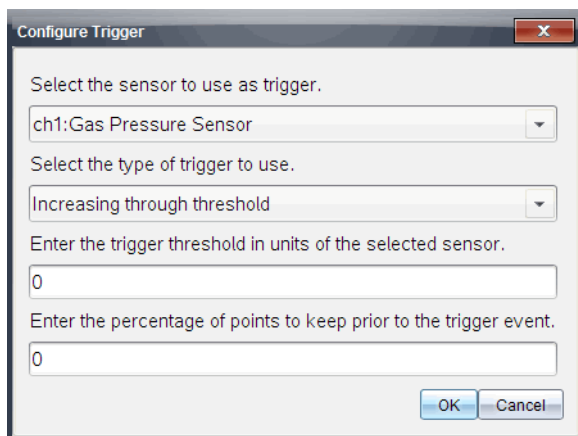 Configure Trigger
Select the sensor to use as trigger.
ch1:Gas Pressure Sensor
Select the type of trigger to use.
Increasing through threshold
Enter the trigger threshold in units of the selected sensor.
0
Enter the percentage of points to keep prior to the trigger event.
0
OK Cancel